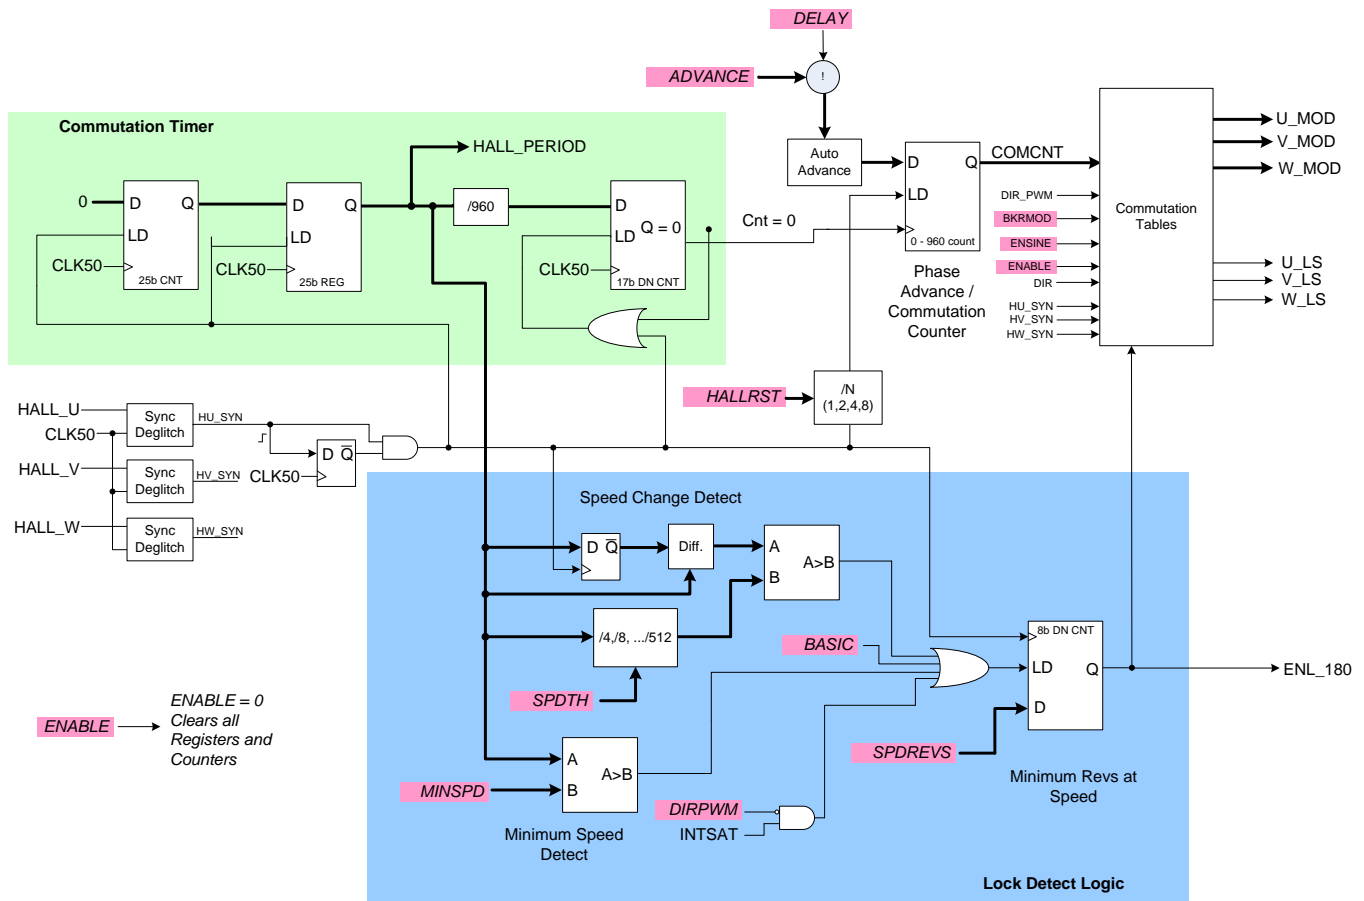 DELAY
ADVANCE
!
Commutation Timer
HALL_PERIOD
Auto
Advance
D
Q
LD
0 - 960 count
COMCNT
Phase
Advance /
Commutation
Counter
U_MOD
V_MOD
W_MOD
DIR_PWM
BKRMOD
ENSINE
ENABLE
DIR
HU_SYN
HV_SYN
HW_SYN
Commutation
Tables
U_LS
V_LS
W_LS
0
D
Q
LD
CLK50
25b CNT
D
Q
LD
CLK50
25b REG
/960
D
LD
Q = 0
CLK50
17b DN CNT
Cnt = 0
HALLRST
/N
(1,2,4,8)
HALL_U
CLK50
HALL_V
HALL_W
Sync
Deglitch
HU_SYN
Sync
Deglitch
HV_SYN
Sync
Deglitch
HW_SYN
D
Q
CLK50
Speed Change Detect
D
Q
Diff.
A
B
A>B
/4,/8, .../512
SPDTH
BASIC
8b DN CNT
LD
Q
D
ENL_180
SPDREVS
Minimum Revs at
Speed
ENABLE
ENABLE = 0
Clears all
Registers and
Counters
MINSPD
A
B
A>B
Minimum Speed
Detect
DIRPWM
INTSAT
Lock Detect Logic